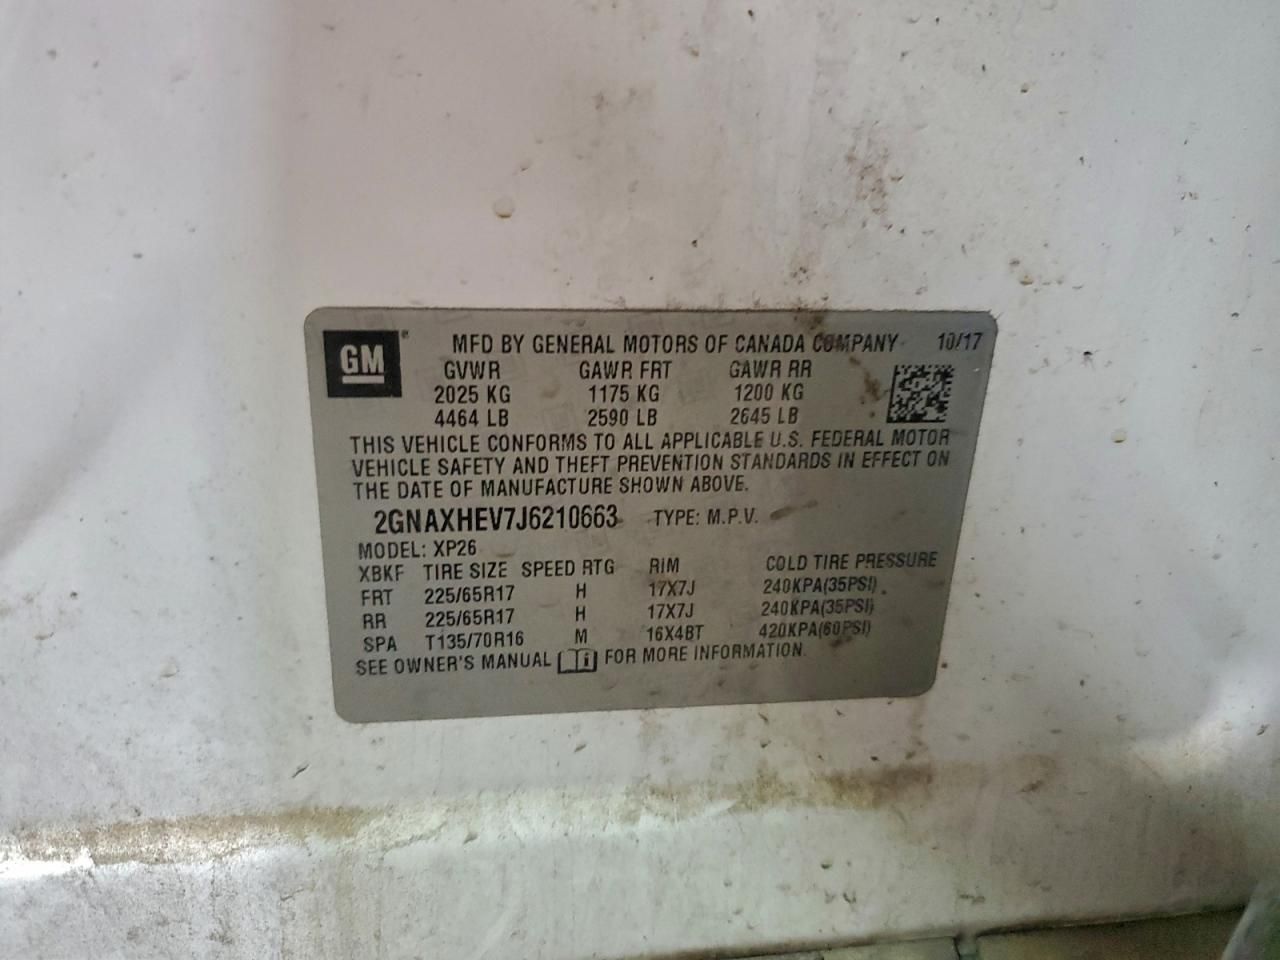 GM MFD BY GENERAL MOTORS OF CANADA COMPANY 10/17
GVWR GAWR FRT GAWR RR
2025 KG 1175 KG 1200 KG
4464 LB 2590 LB 2645 LB
THIS VEHICLE CONFORMS TO ALL APPLICABLE U.S. FEDERAL MOTOR
VEHICLE SAFETY AND THEFT PREVENTION STANDARDS IN EFFECT ON
THE DATE OF MANUFACTURE SHOWN ABOVE.
2GNAXHEV7J6210663 TYPE: M.P.V.
MODEL: XP26
XBKF TIRE SIZE SPEED RTG RIM COLD TIRE PRESSURE
FRT 225/65R17 H 17X7J 240KPA(35PSI)
RR 225/65R17 H 17X7J 240KPA(35PSI)
SPA T135/70R16 M 16X4BT 420KPA(60PSI)
SEE OWNER'S MANUAL FOR MORE INFORMATION.